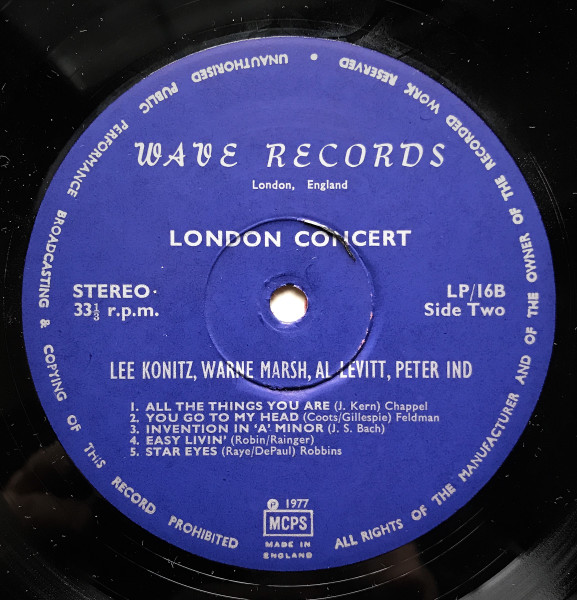 WAVE RECORDS
London, England
LONDON CONCERT
STEREO·
33⅓ r.p.m.
LP/16B
Side Two
LEE KONITZ, WARNE MARSH, AL LEVITT, PETER IND
1. ALL THE THINGS YOU ARE (J. Kern) Chappel
2. YOU GO TO MY HEAD (Coots/Gillespie) Feldman
3. INVENTION IN 'A' MINOR (J. S. Bach)
4. EASY LIVIN' (Robin/Rainger)
5. STAR EYES (Raye/DePaul) Robbins
℗ 1977
MCPS
MADE IN
ENGLAND
ALL RIGHTS OF THE MANUFACTURER AND OF THE OWNER OF THE RECORDED WORK RESERVED • UNAUTHORISED PUBLIC PERFORMANCE BROADCASTING & COPYING OF THIS RECORD PROHIBITED